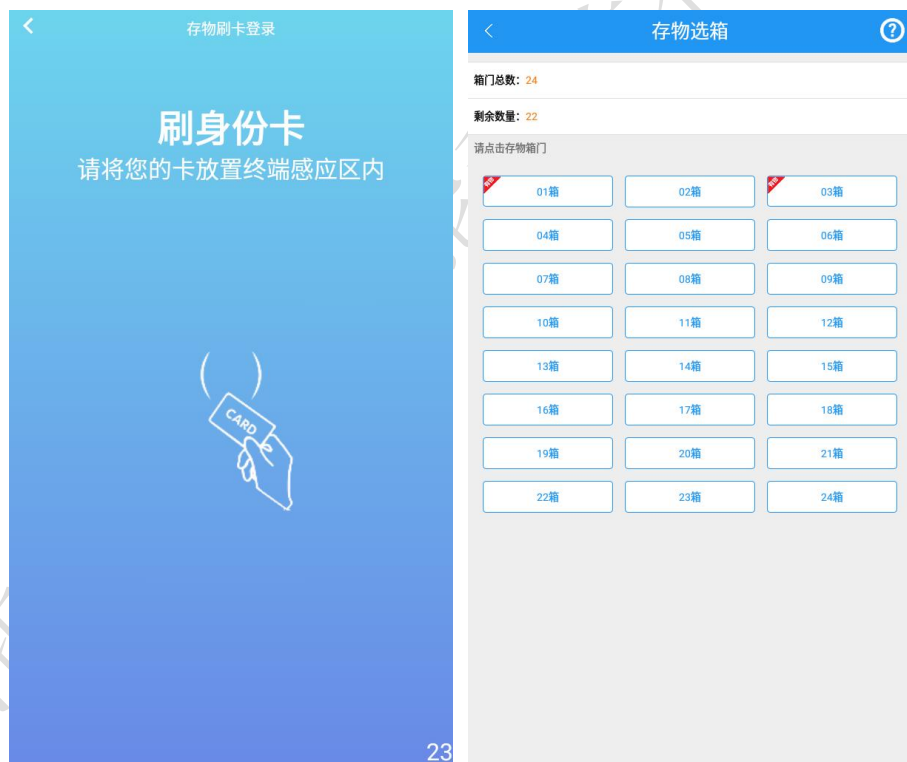 存物刷卡登录
刷身份卡
请将您的卡放置终端感应区内
CARD
23
存物选箱
?
箱门总数：24
剩余数量：22
请点击存物箱门
01箱 02箱 03箱
04箱 05箱 06箱
07箱 08箱 09箱
10箱 11箱 12箱
13箱 14箱 15箱
16箱 17箱 18箱
19箱 20箱 21箱
22箱 23箱 24箱